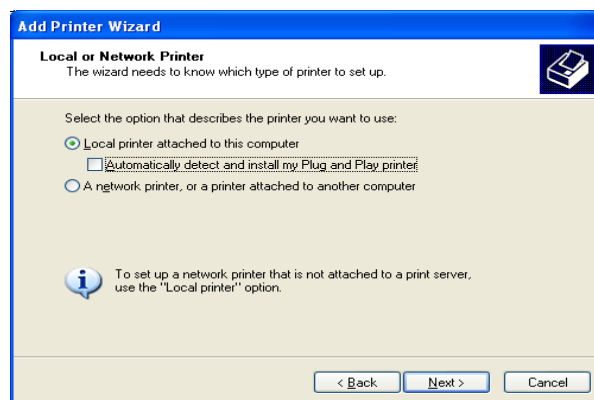 Add Printer Wizard
Local or Network Printer
The wizard needs to know which type of printer to set up.
Select the option that describes the printer you want to use:
Local printer attached to this computer
Automatically detect and install my Plug and Play printer
A network printer, or a printer attached to another computer
To set up a network printer that is not attached to a print server,
use the "Local printer" option.
< Back Next > Cancel